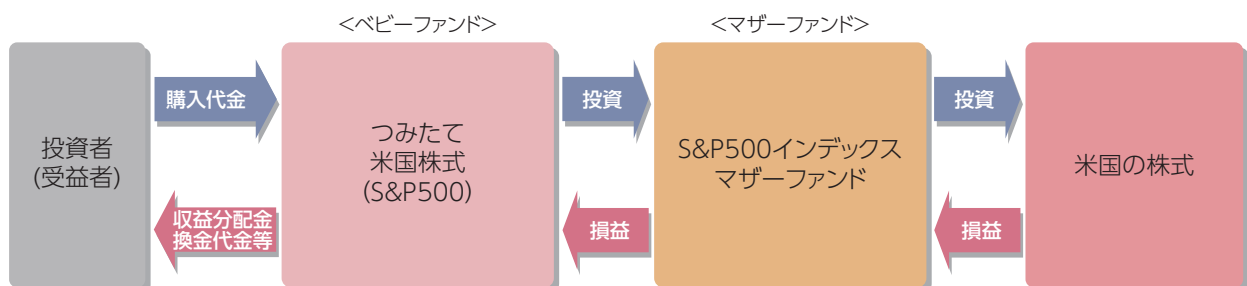 <ベビーファンド>
<マザーファンド>
投資者
(受益者)
購入代金
収益分配金
換金代金等
つみたて
米国株式
(S&P500)
投資
損益
S&P500インデックス
マザーファンド
投資
損益
米国の株式